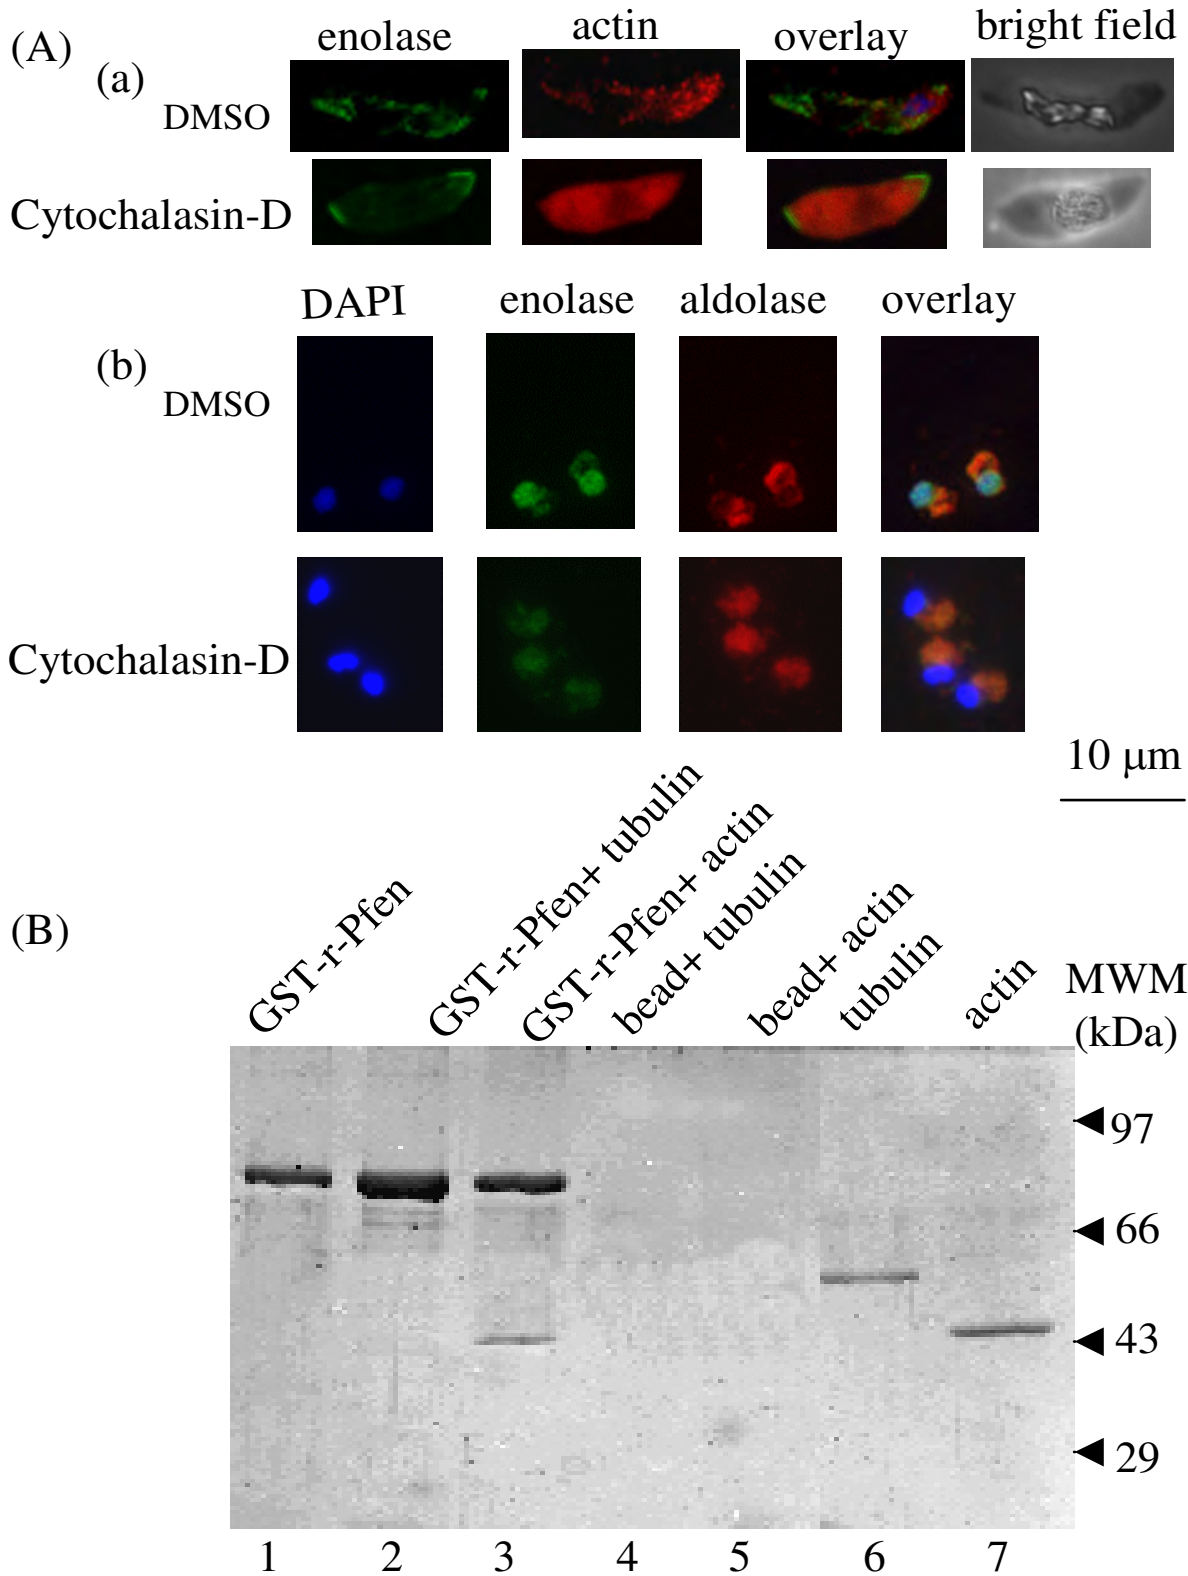 (A)
enolase actin overlay bright field
(a)
DMSO
Cytochalasin-D
DAPI enolase aldolase overlay
(b)
DMSO
Cytochalasin-D
10 μm
(B)
GST-r-Pfen
GST-r-Pfen+ tubulin
GST-r-Pfen+ actin
bead+ tubulin
bead+ actin
tubulin
actin
MWM
(kDa)
97
66
43
29
1 2 3 4 5 6 7